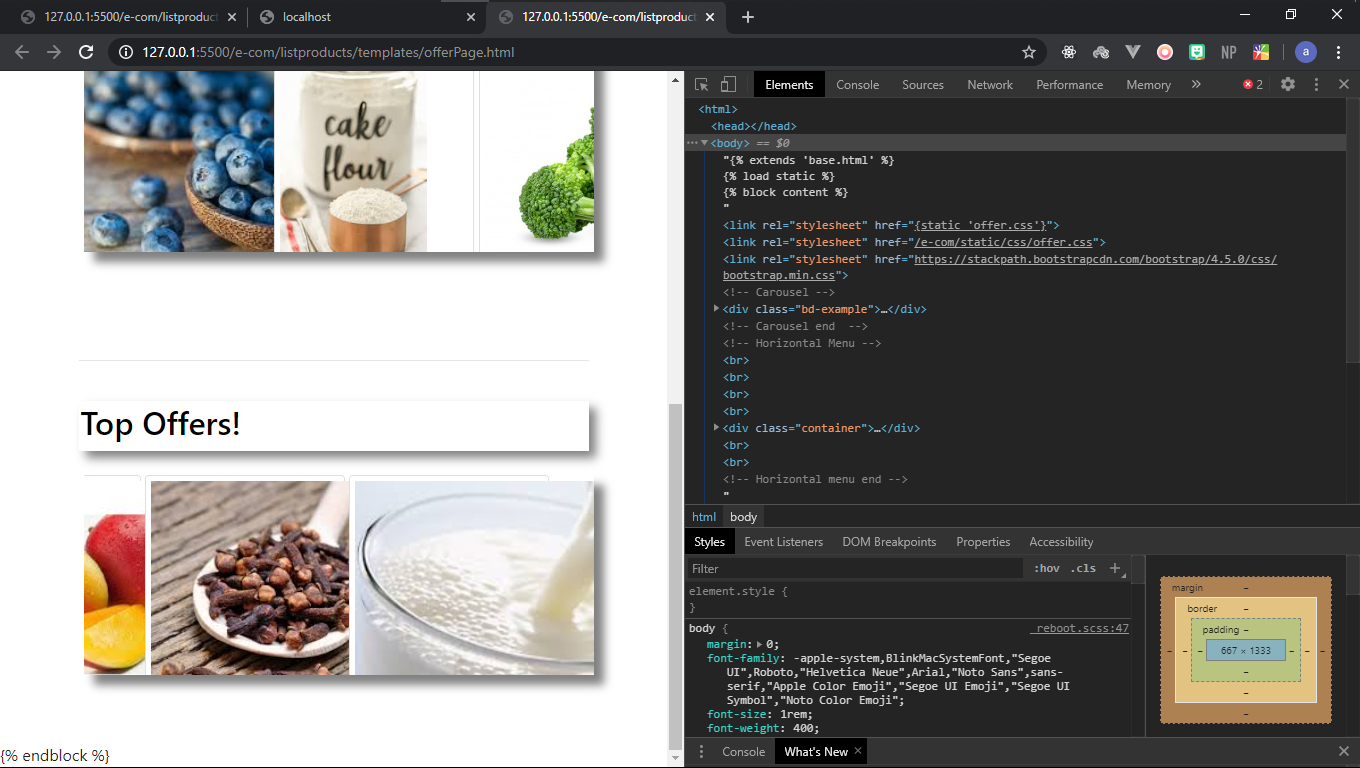 127.0.0.1:5500/e-com/listproduct
localhost
127.0.0.1:5500/e-com/listproduct
127.0.0.1:5500/e-com/listproducts/templates/offerPage.html
NP
a
cake
flour
Top Offers!
{% endblock %}
Elements
Console
Sources
Network
Performance
Memory
2
<html>
<head></head>
<body> == $0
"{% extends 'base.html' %}
{% load static %}
{% block content %}
"
<link rel="stylesheet" href="{static 'offer.css'}">
<link rel="stylesheet" href="/e-com/static/css/offer.css">
<link rel="stylesheet" href="https://stackpath.bootstrapcdn.com/bootstrap/4.5.0/css/
bootstrap.min.css">
<!-- Carousel -->
<div class="bd-example">…</div>
<!-- Carousel end  -->
<!-- Horizontal Menu -->
<br>
<br>
<br>
<br>
<div class="container">…</div>
<br>
<br>
<!-- Horizontal menu end -->
"
html body
Styles
Event Listeners
DOM Breakpoints
Properties
Accessibility
Filter
:hov .cls +
element.style {
}
body {
_reboot.scss:47
margin: 0;
font-family: -apple-system,BlinkMacSystemFont,"Segoe
UI",Roboto,"Helvetica Neue",Arial,"Noto Sans",sans-
serif,"Apple Color Emoji","Segoe UI Emoji","Segoe UI
Symbol","Noto Color Emoji";
font-size: 1rem;
font-weight: 400;
margin –
border –
padding –
– – – 667 × 1333 – – –
–
–
–
Console
What's New